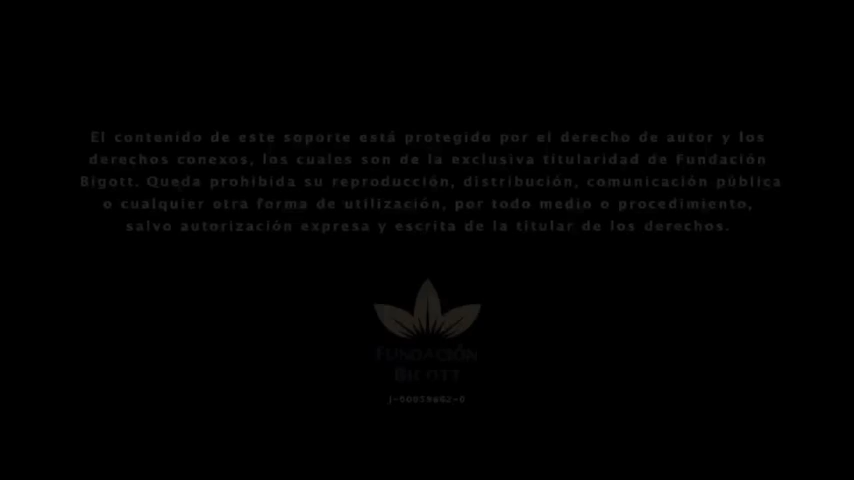 El contenido de este soporte está protegido por el derecho de autor y los
derechos conexos, los cuales son de la exclusiva titularidad de Fundación
Bigott. Queda prohibida su reproducción, distribución, comunicación pública
o cualquier otra forma de utilización, por todo medio o procedimiento,
salvo autorización expresa y escrita de la titular de los derechos.
FUNDACIÓN
BIGOTT